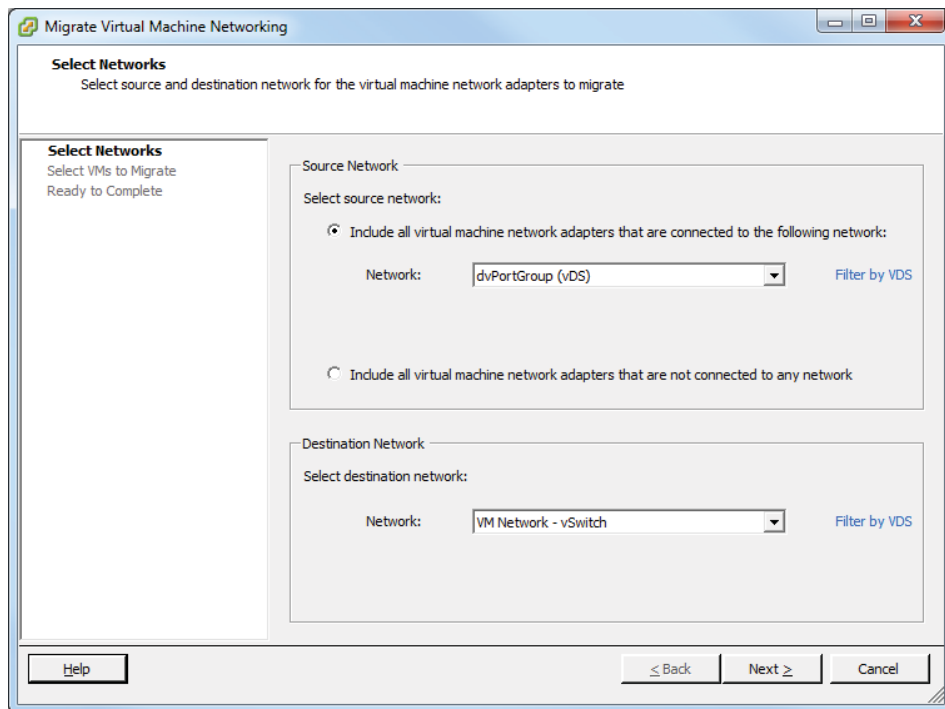 Migrate Virtual Machine Networking
Select Networks
Select source and destination network for the virtual machine network adapters to migrate
Select Networks
Select VMs to Migrate
Ready to Complete
Source Network
Select source network:
Include all virtual machine network adapters that are connected to the following network:
Network: dvPortGroup (vDS) Filter by VDS
Include all virtual machine network adapters that are not connected to any network
Destination Network
Select destination network:
Network: VM Network - vSwitch Filter by VDS
Help < Back Next > Cancel